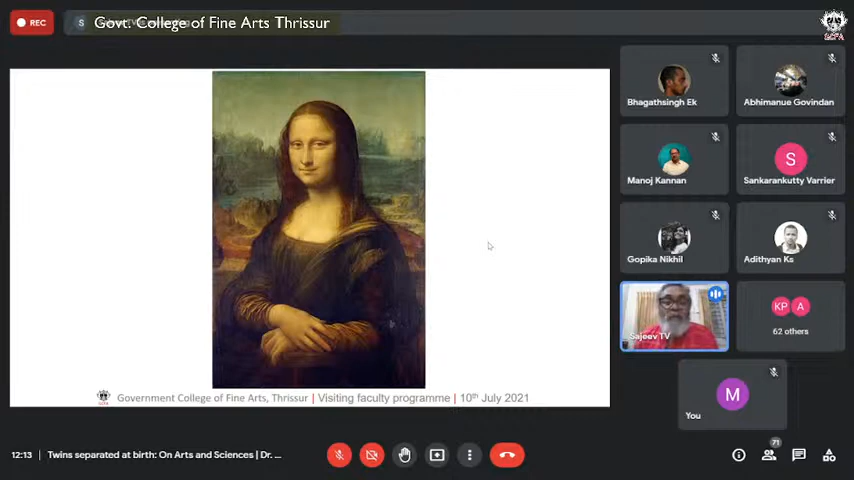 REC
Govt. College of Fine Arts Thrissur
GCFA
Bhagathsingh Ek
Abhimanue Govindan
Manoj Kannan
S
Sankarankutty Varrier
Gopika Nikhil
Adithyan Ks
Sajeev TV
KP A
62 others
M
You
Government College of Fine Arts, Thrissur | Visiting faculty programme | 10th July 2021
12:13 | Twins separated at birth: On Arts and Sciences | Dr. ...
71